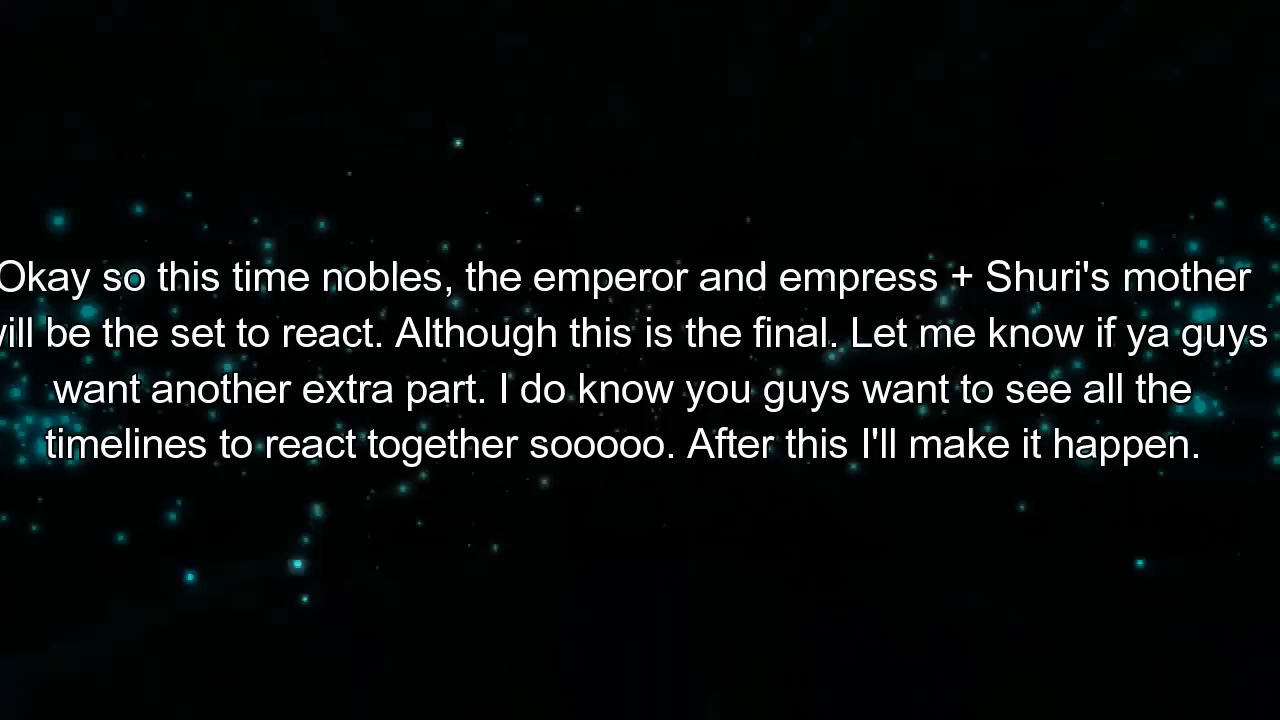 Okay so this time nobles, the emperor and empress + Shuri's mother
will be the set to react. Although this is the final. Let me know if ya guys
want another extra part. I do know you guys want to see all the
timelines to react together sooooo. After this I'll make it happen.